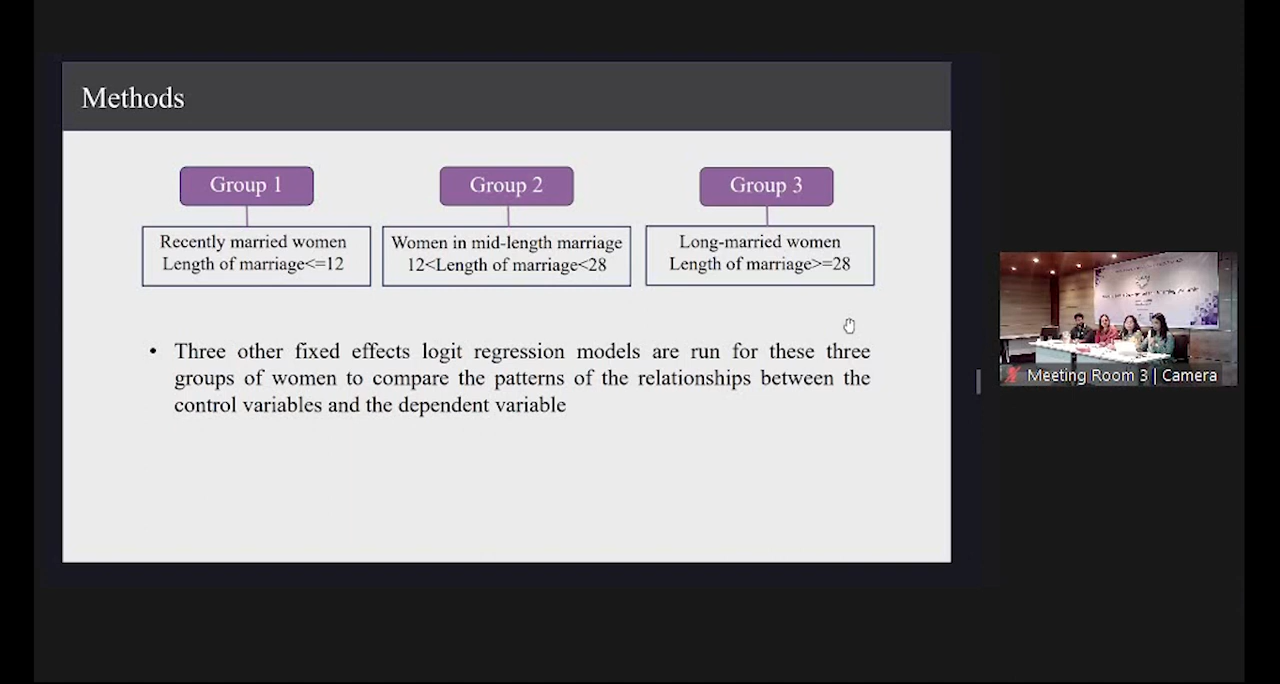 Methods
Group 1
Group 2
Group 3
Recently married women
Length of marriage<=12
Women in mid-length marriage
12<Length of marriage<28
Long-married women
Length of marriage>=28
• Three other fixed effects logit regression models are run for these three
groups of women to compare the patterns of the relationships between the
control variables and the dependent variable
Meeting Room 3 | Camera